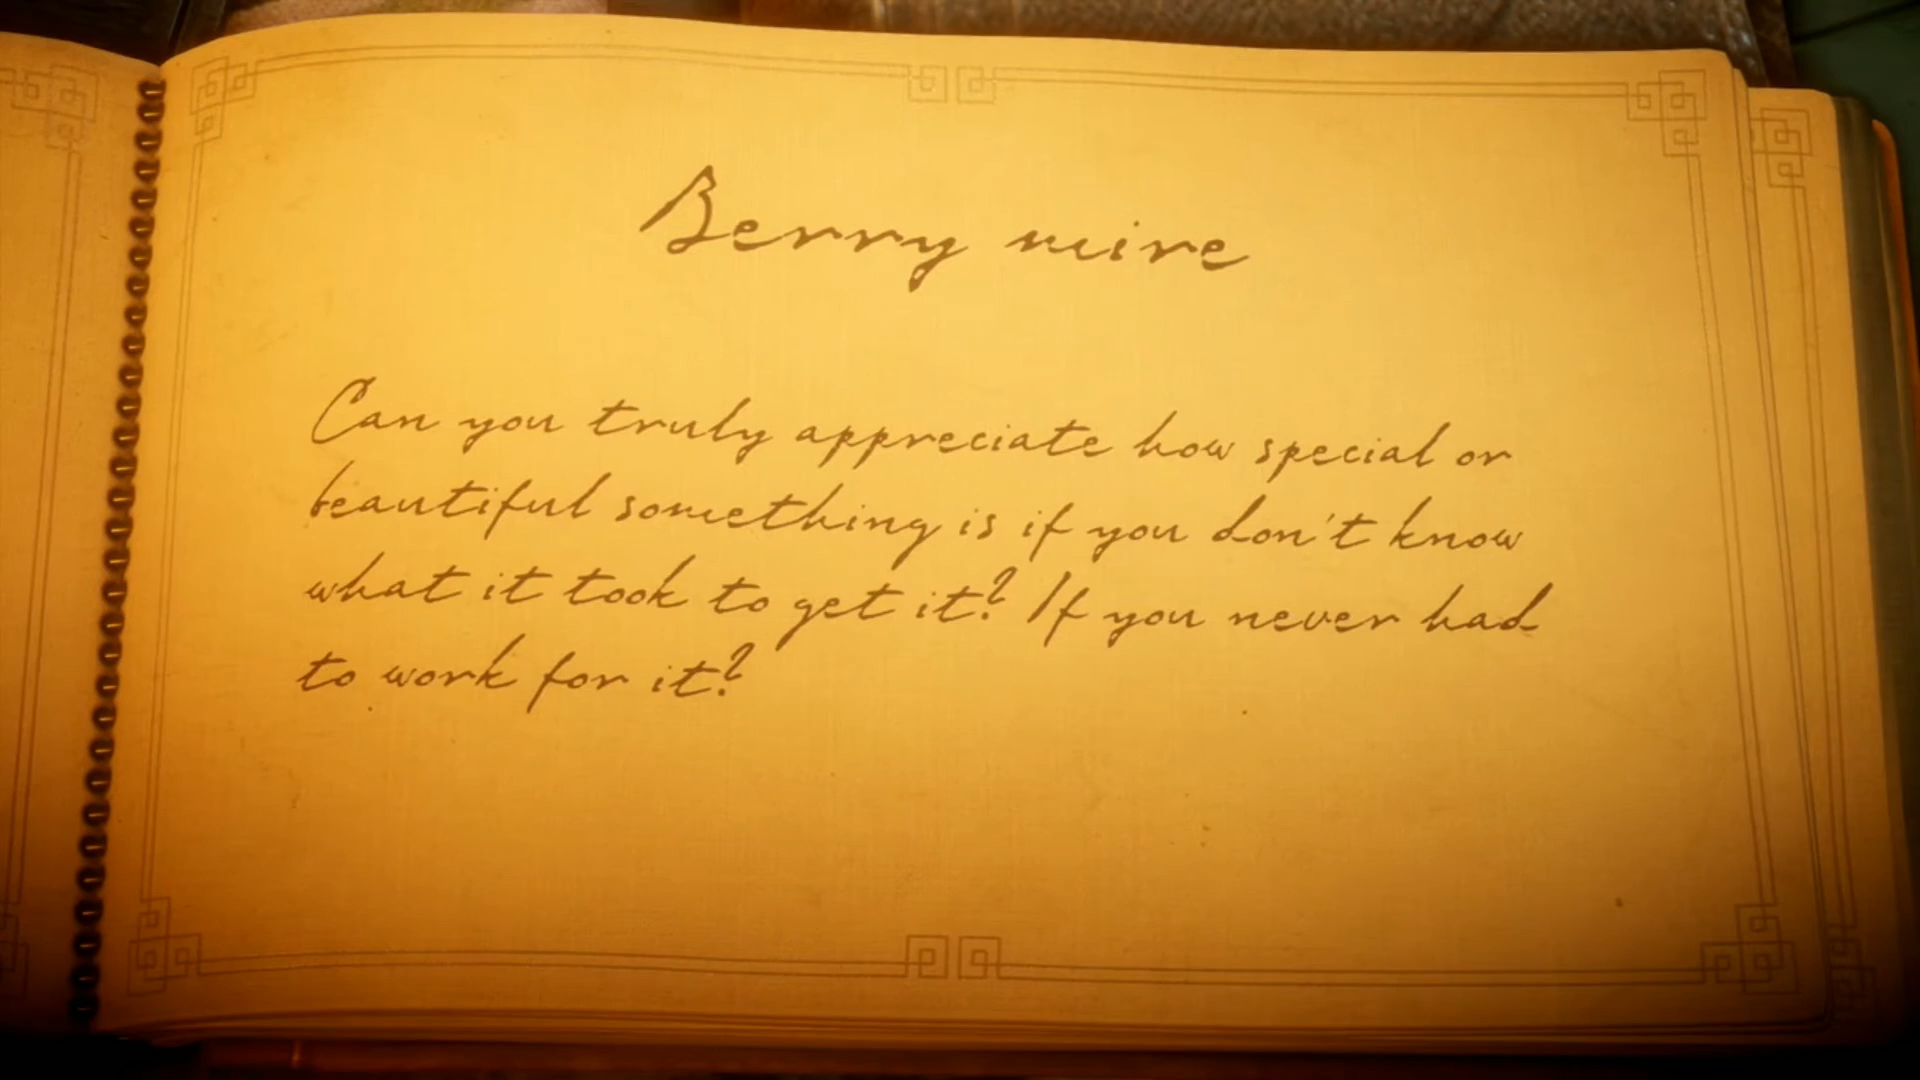 Berry mire
Can you truly appreciate how special or
beautiful something is if you don't know
what it took to get it? If you never had
to work for it?